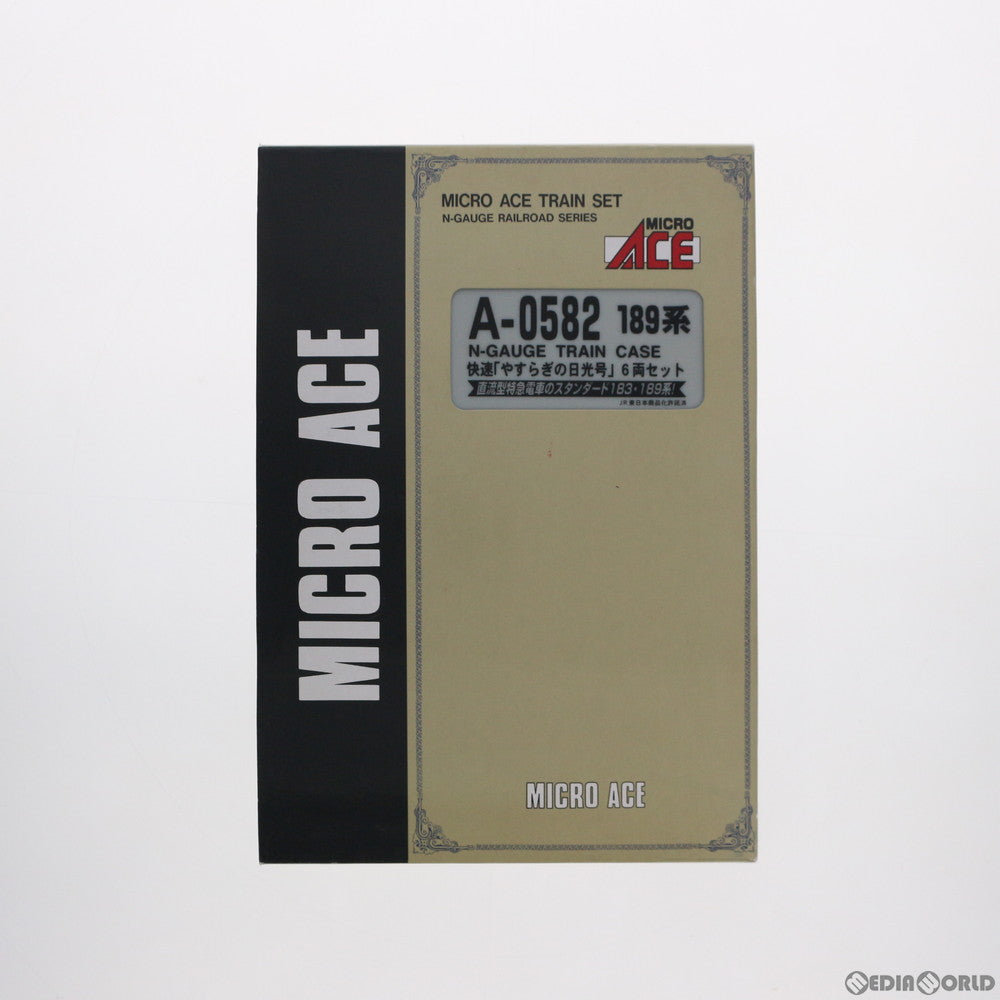 MICRO ACE
MICRO ACE TRAIN SET
N-GAUGE RAILROAD SERIES
MICRO
ACE
A-0582 189系
N-GAUGE TRAIN CASE
快速「やすらぎの日光号」6両セット
直流型特急電車のスタンダード183・189系!
JR東日本商品化許諾済
MICRO ACE
MEDIAWORLD